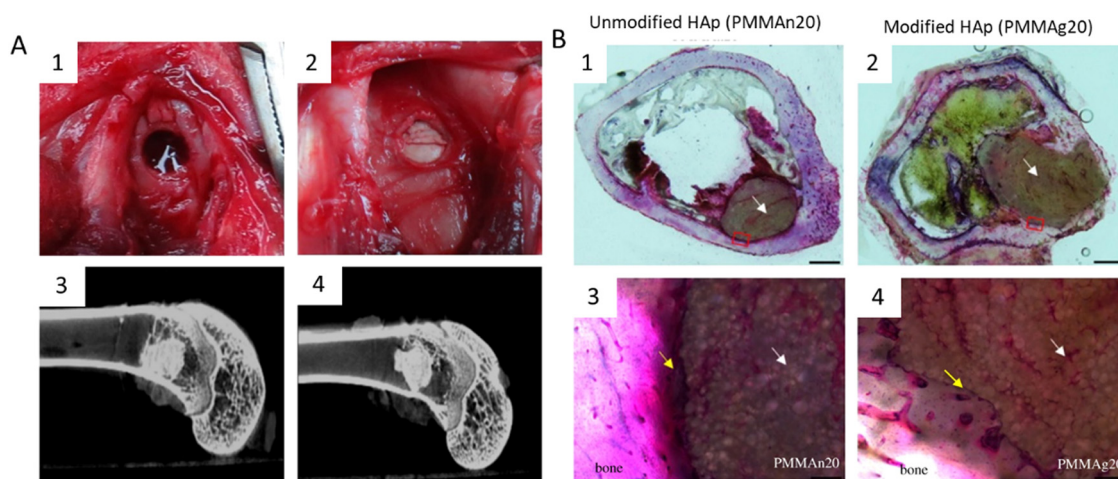 A
1
2
3
4
B
Unmodified HAp (PMMAn20)
Modified HAp (PMMAg20)
1
2
3
4
bone
PMMAn20
bone
PMMAg20